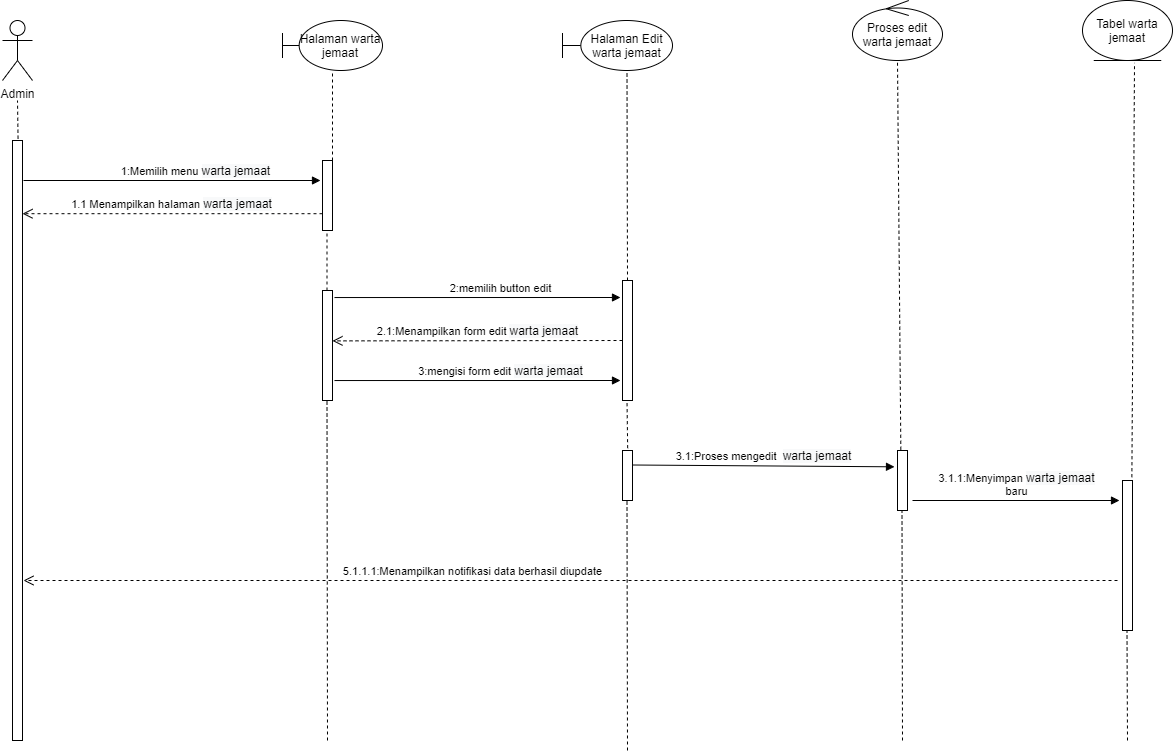 Halaman warta
jemaat
Halaman Edit
warta jemaat
Proses edit
warta jemaat
Tabel warta
jemaat
Admin
1:Memilih menu warta jemaat
1.1 Menampilkan halaman warta jemaat
2:memilih button edit
2.1:Menampilkan form edit warta jemaat
3:mengisi form edit warta jemaat
3.1:Proses mengedit  warta jemaat
3.1.1:Menyimpan warta jemaat
baru
5.1.1.1:Menampilkan notifikasi data berhasil diupdate